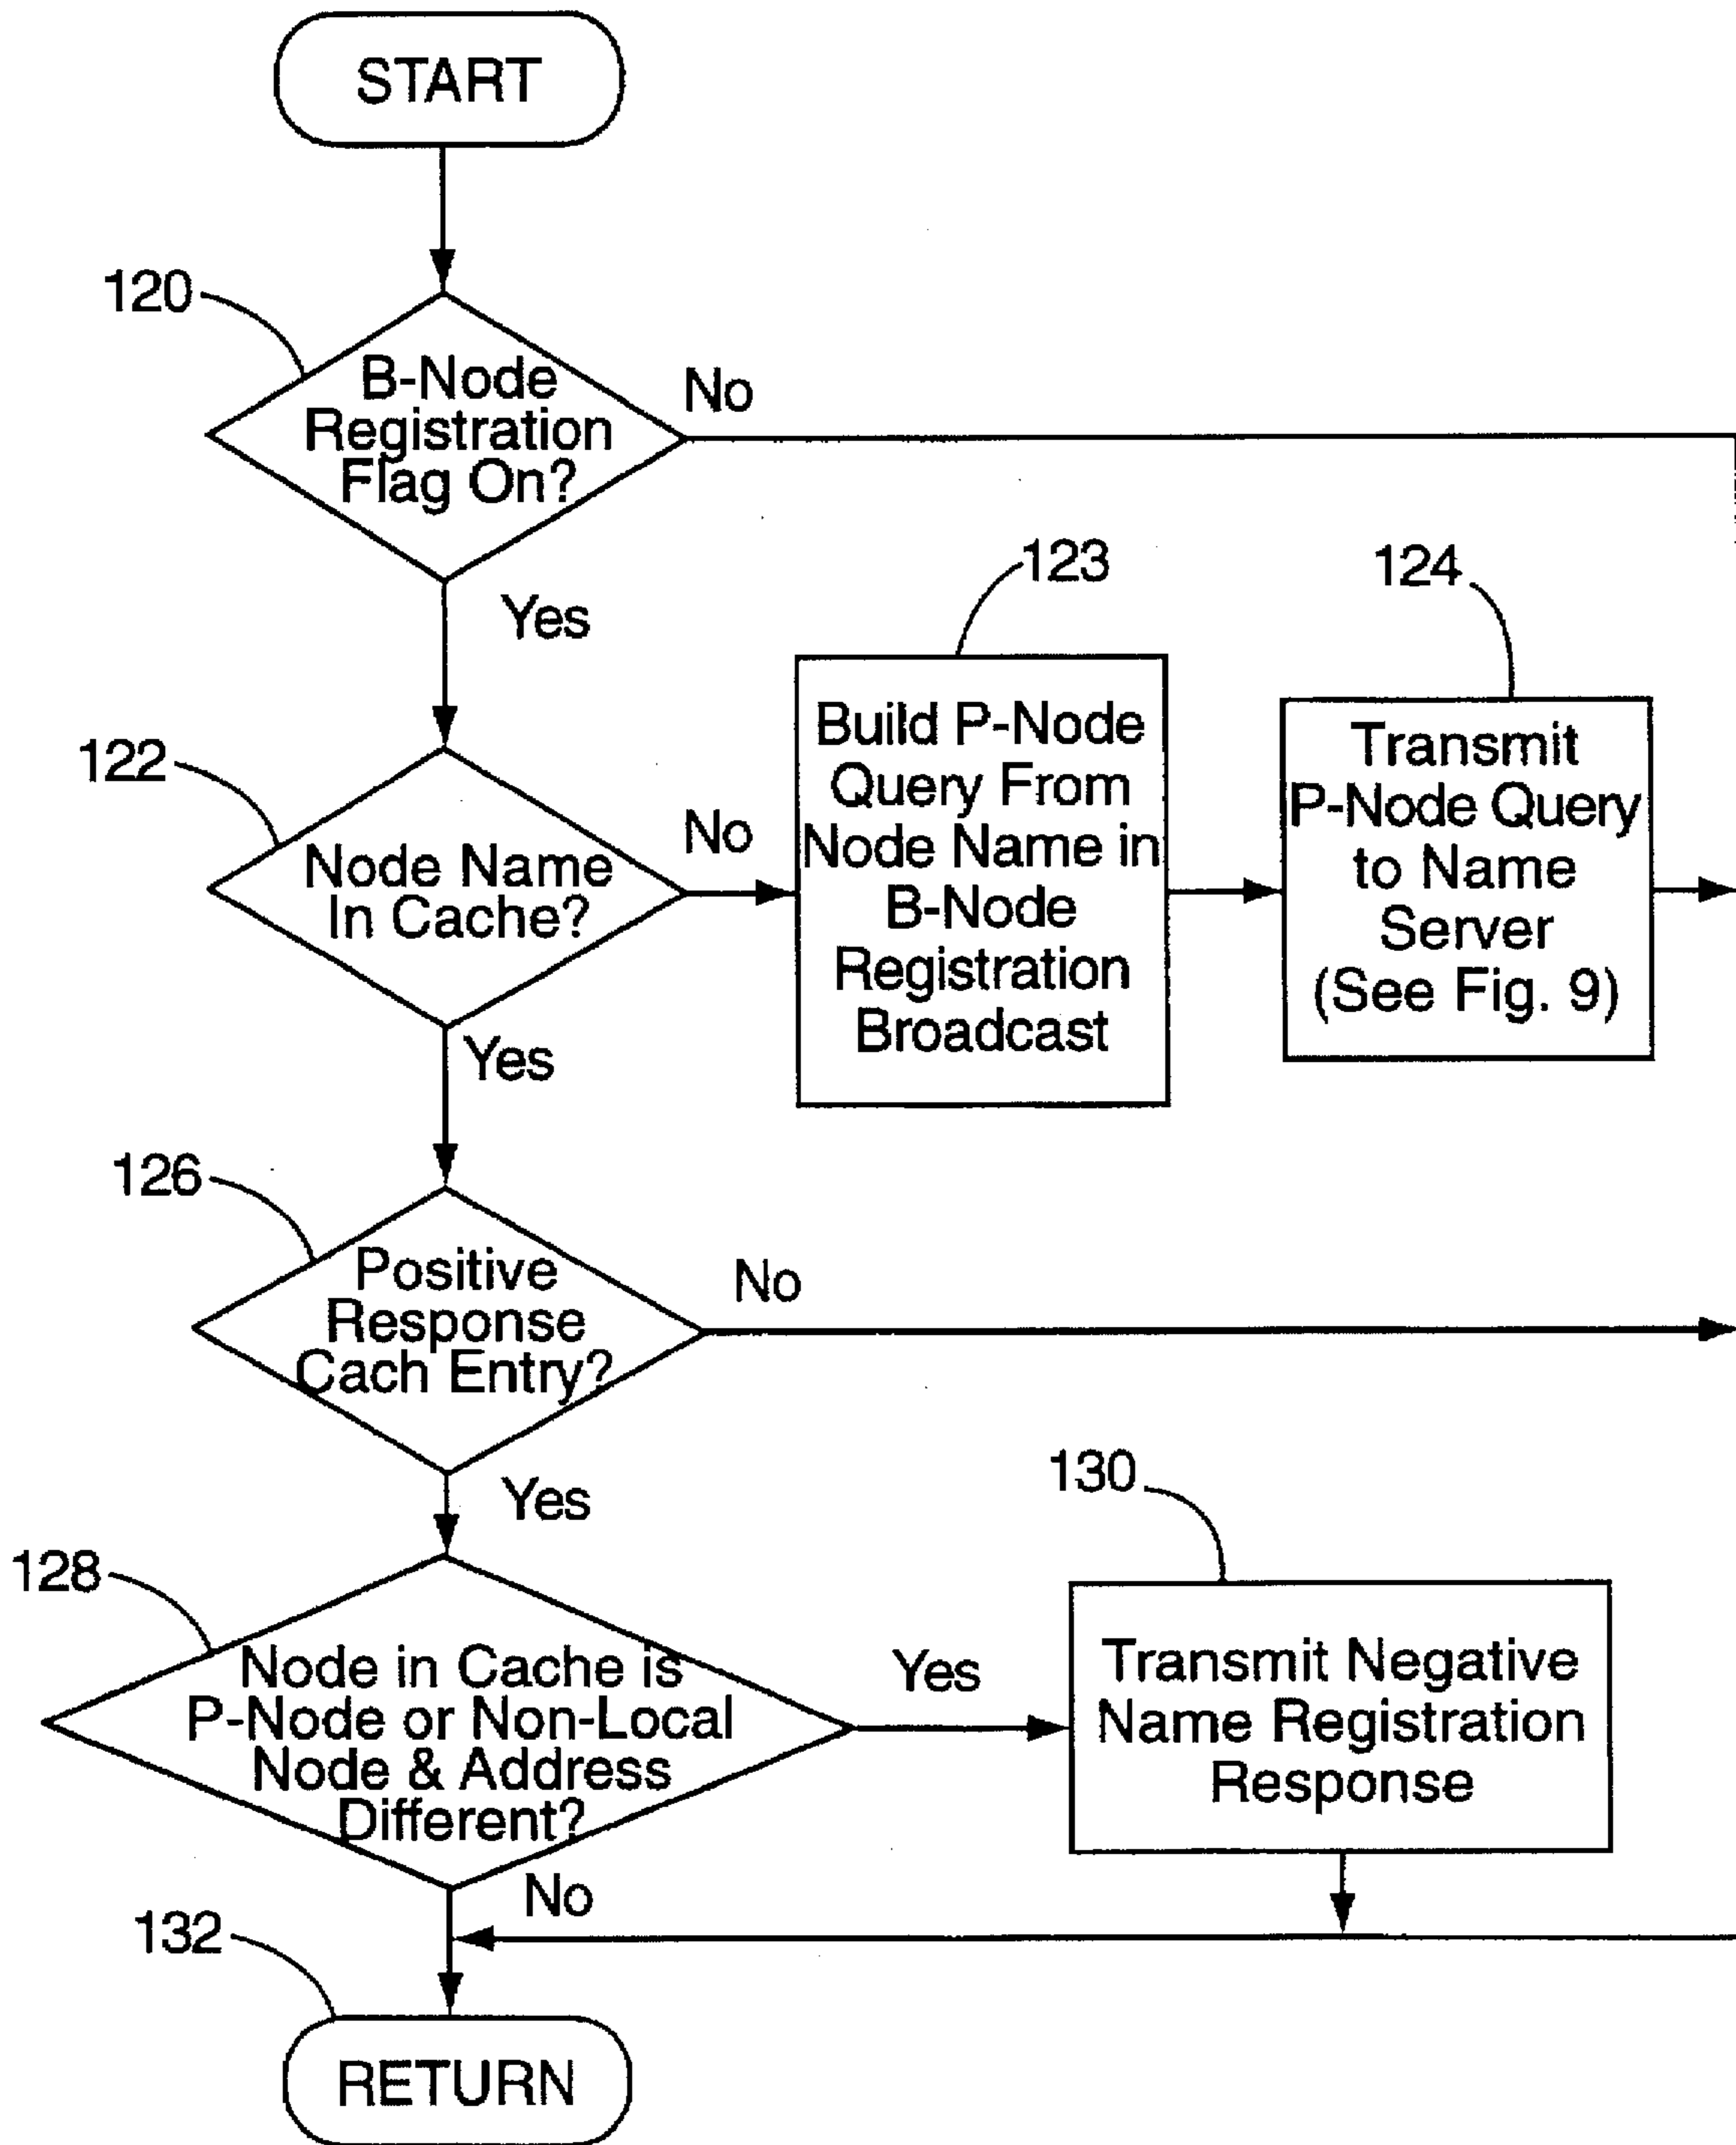 START
120
B-Node
Registration
Flag On?
No
Yes
123
124
122
Node Name
In Cache?
No
Build P-Node
Query From
Node Name in
B-Node
Registration
Broadcast
Transmit
P-Node Query
to Name
Server
(See Fig. 9)
Yes
126
Positive
Response
Cach Entry?
No
Yes
130
128
Node in Cache is
P-Node or Non-Local
Node & Address
Different?
Yes
Transmit Negative
Name Registration
Response
No
132
RETURN